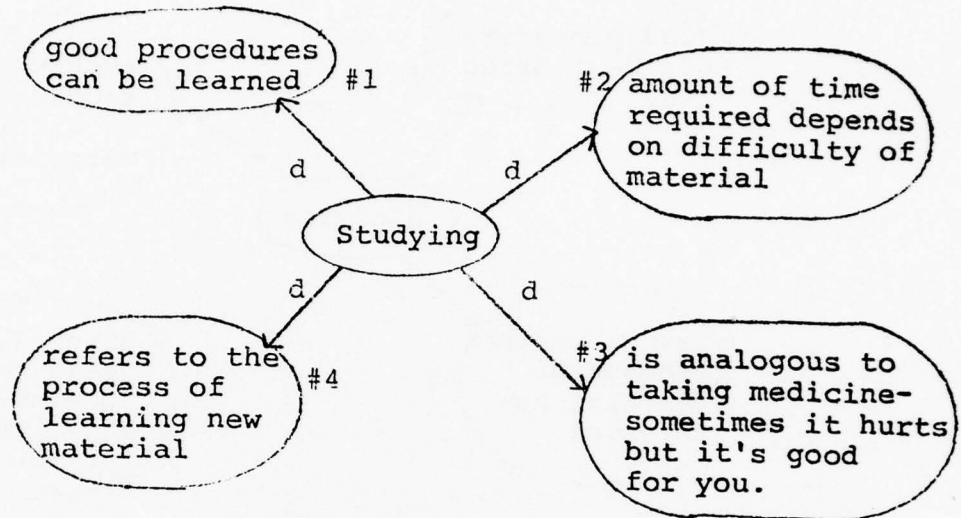 good procedures
can be learned
#1
#2
amount of time
required depends
on difficulty of
material
d
d
Studying
d
d
refers to the
process of
learning new
material
#4
#3
is analogous to
taking medicine-
sometimes it hurts
but it's good
for you.